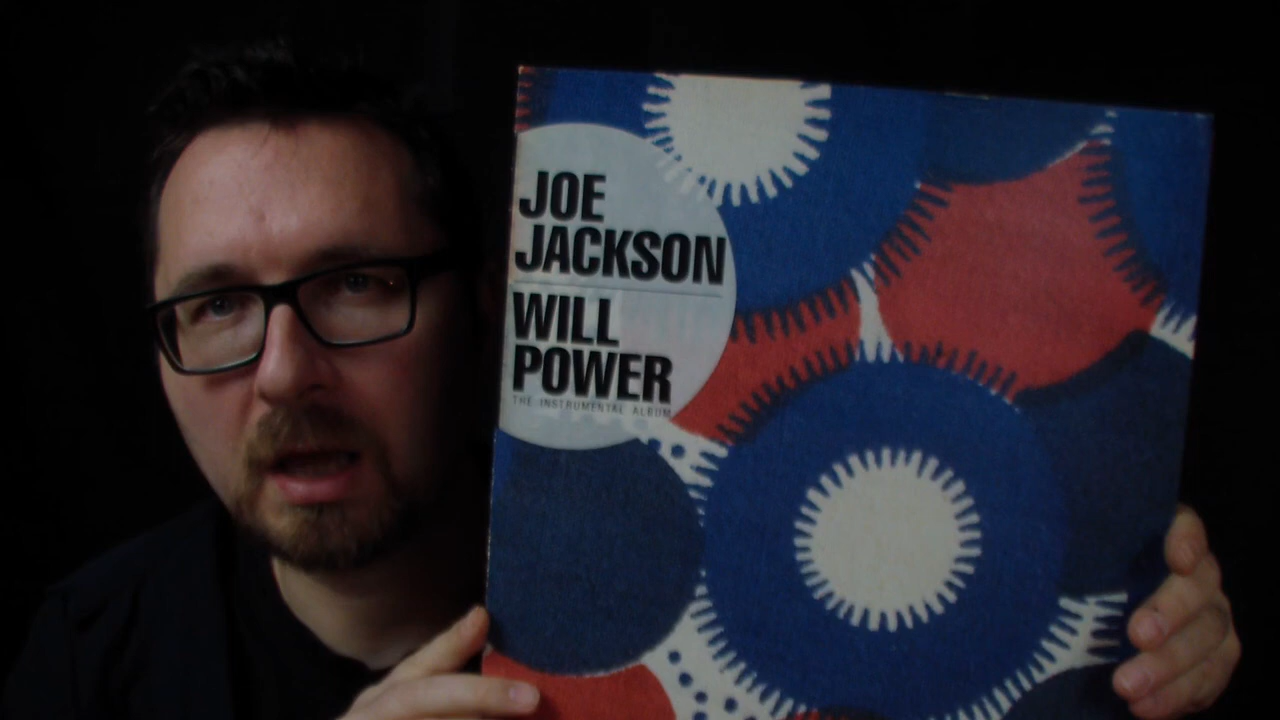 JOE
JACKSON
WILL
POWER
THE INSTRUMENTAL ALBUM